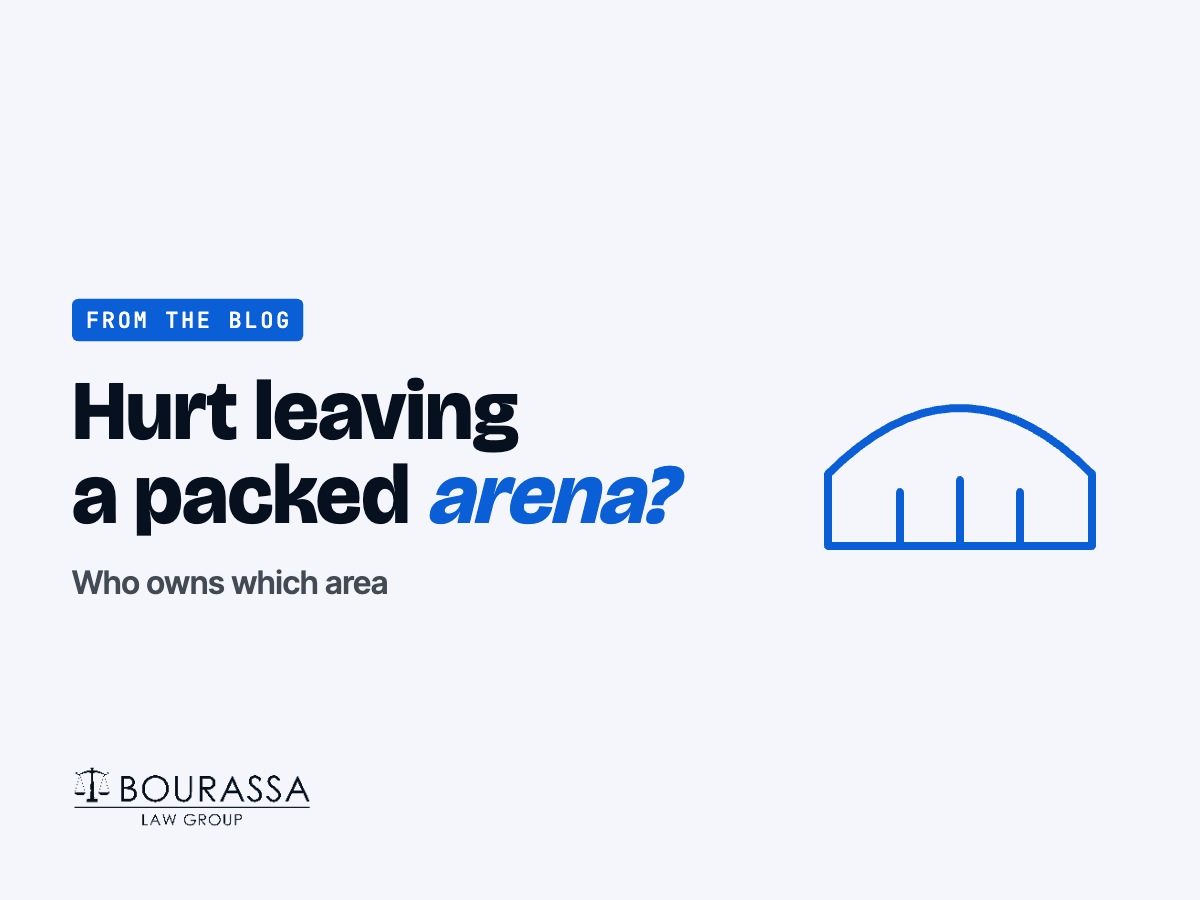 FROM THE BLOG
Hurt leaving
a packed arena?
Who owns which area
BOURASSA
LAW GROUP